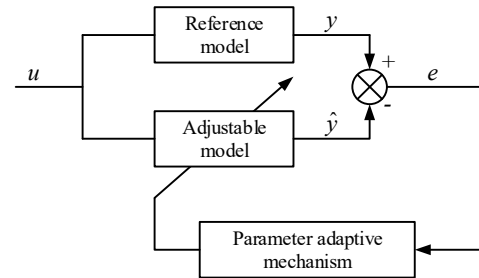 Reference
model
y
+
u
e
-
Adjustable
model
ŷ
Parameter adaptive
mechanism